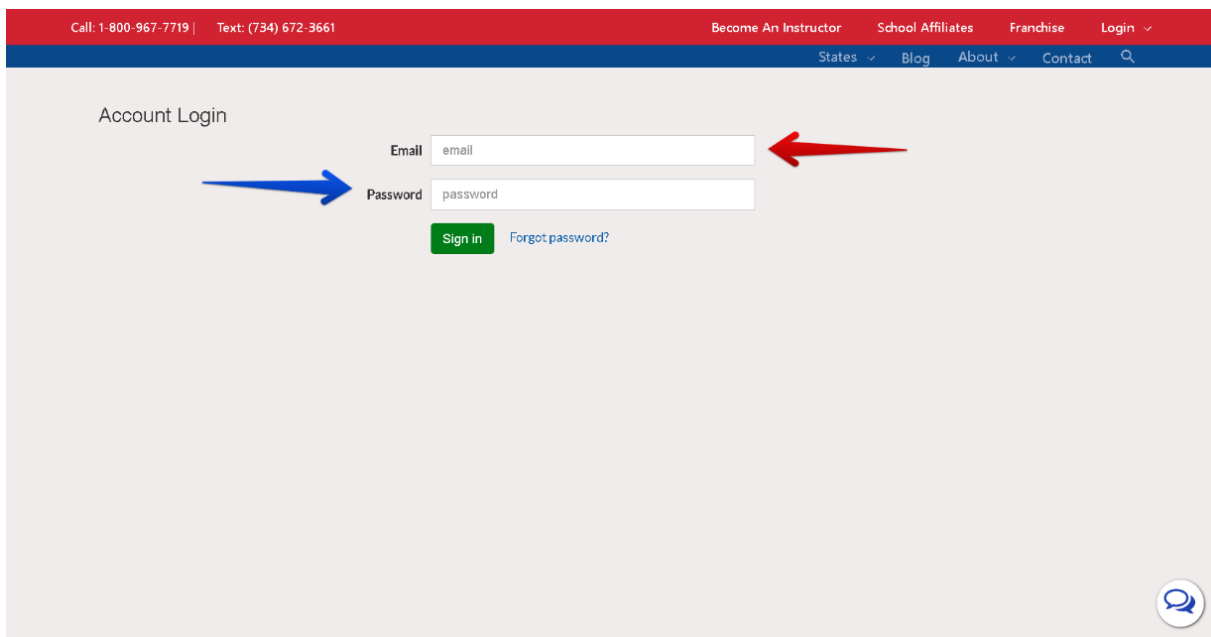 Call: 1-800-967-7719 | Text: (734) 672-3661 Become An Instructor School Affiliates Franchise Login
States Blog About Contact
Account Login
Email email
Password password
Sign in Forgot password?